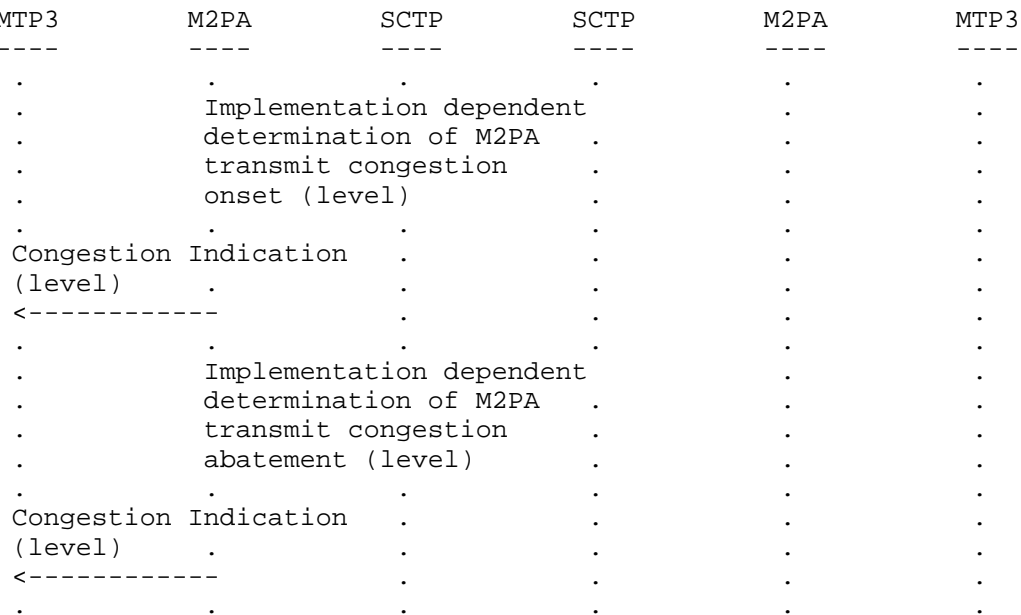 MTP3 M2PA SCTP SCTP M2PA MTP3
---- ---- ---- ---- ---- ----
. . . . . .
. Implementation dependent . .
. determination of M2PA . . .
. transmit congestion . . .
. onset (level) . . .
. . . . . .
Congestion Indication . . . .
(level) . . . . .
<------------ . . . .
. . . . . .
. Implementation dependent . .
. determination of M2PA . . .
. transmit congestion . . .
. abatement (level) . . .
. . . . . .
Congestion Indication . . . .
(level) . . . . .
<------------ . . . .
. . . . . .